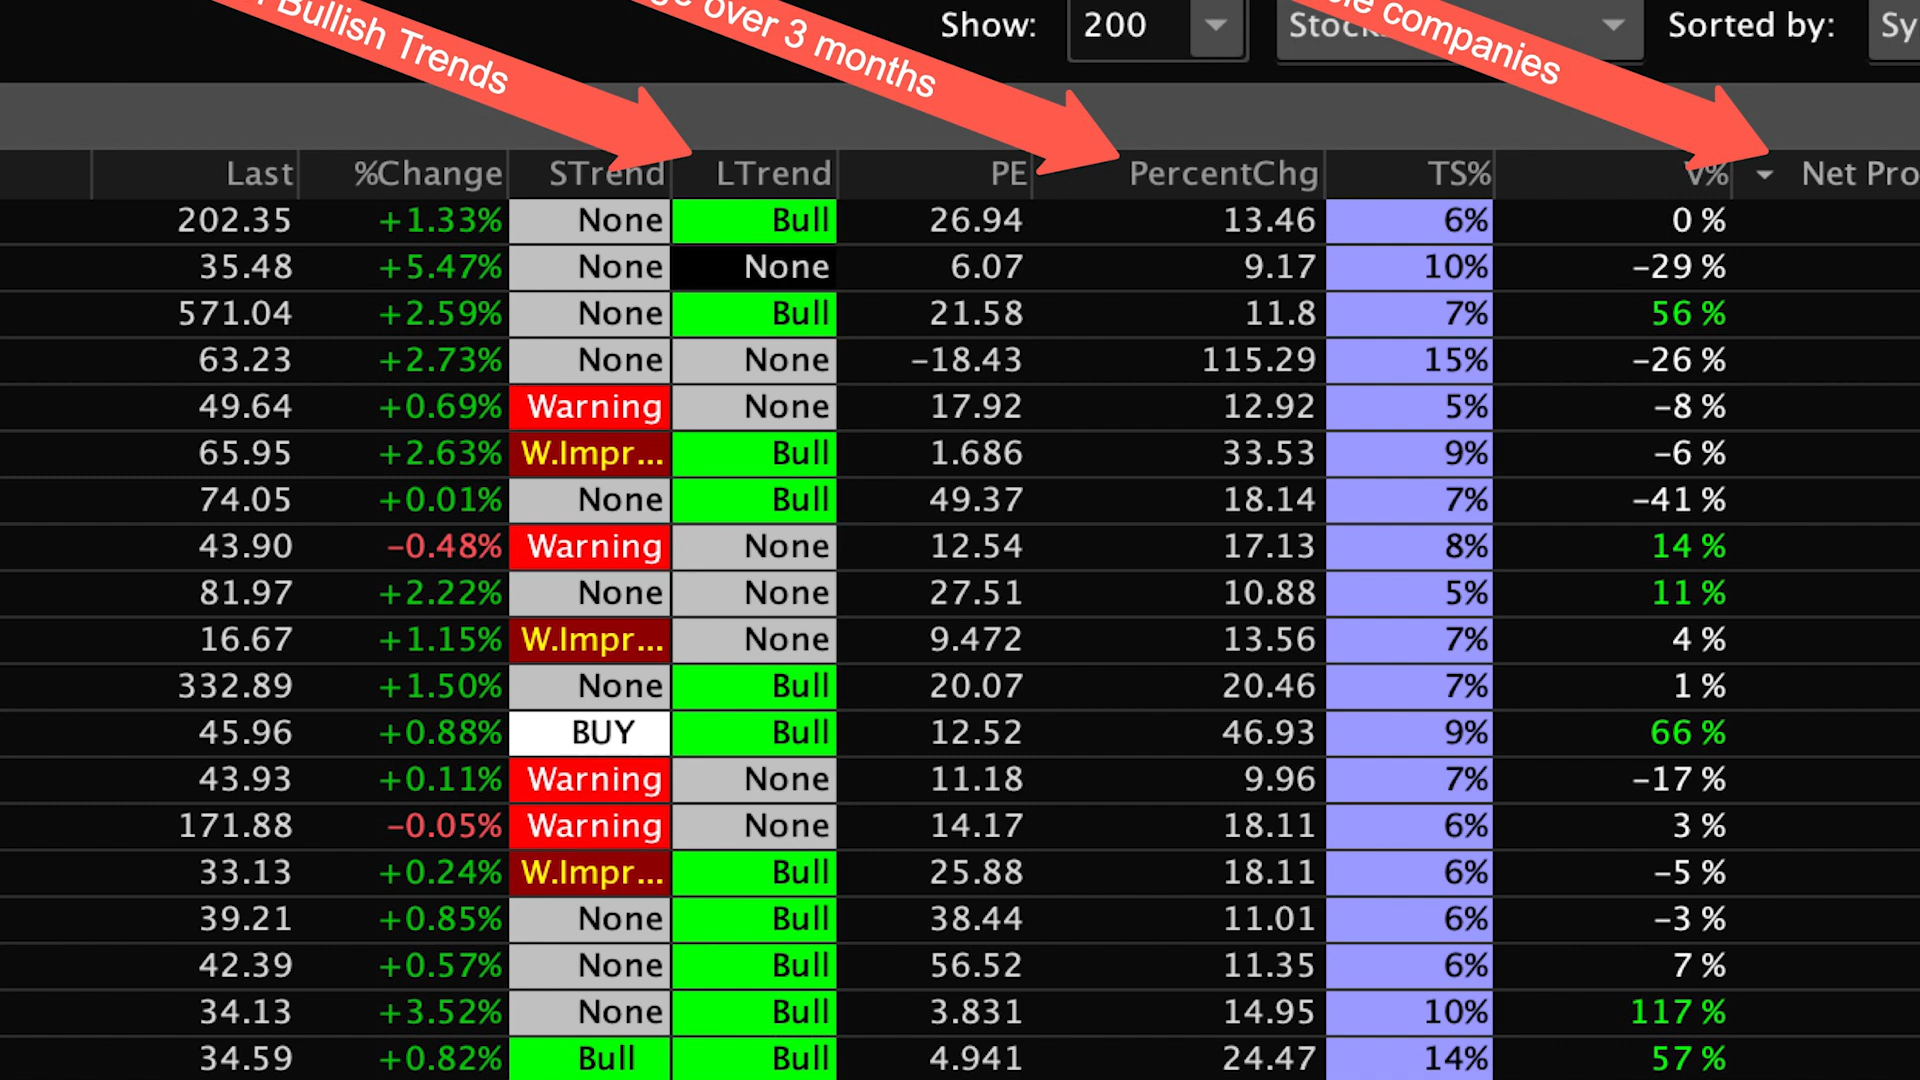 Bullish Trends
over 3 months
companies
Show: 200 Sorted by:
Last %Change STrend LTrend PE PercentChg TS% V% Net Pro
202.35 +1.33% None Bull 26.94 13.46 6% 0 %
35.48 +5.47% None None 6.07 9.17 10% -29 %
571.04 +2.59% None Bull 21.58 11.8 7% 56 %
63.23 +2.73% None None -18.43 115.29 15% -26 %
49.64 +0.69% Warning None 17.92 12.92 5% -8 %
65.95 +2.63% W.Impr... Bull 1.686 33.53 9% -6 %
74.05 +0.01% None Bull 49.37 18.14 7% -41 %
43.90 -0.48% Warning None 12.54 17.13 8% 14 %
81.97 +2.22% None None 27.51 10.88 5% 11 %
16.67 +1.15% W.Impr... None 9.472 13.56 7% 4 %
332.89 +1.50% None Bull 20.07 20.46 7% 1 %
45.96 +0.88% BUY Bull 12.52 46.93 9% 66 %
43.93 +0.11% Warning None 11.18 9.96 7% -17 %
171.88 -0.05% Warning None 14.17 18.11 6% 3 %
33.13 +0.24% W.Impr... Bull 25.88 18.11 6% -5 %
39.21 +0.85% None Bull 38.44 11.01 6% -3 %
42.39 +0.57% None Bull 56.52 11.35 6% 7 %
34.13 +3.52% None Bull 3.831 14.95 10% 117 %
34.59 +0.82% Bull Bull 4.941 24.47 14% 57 %